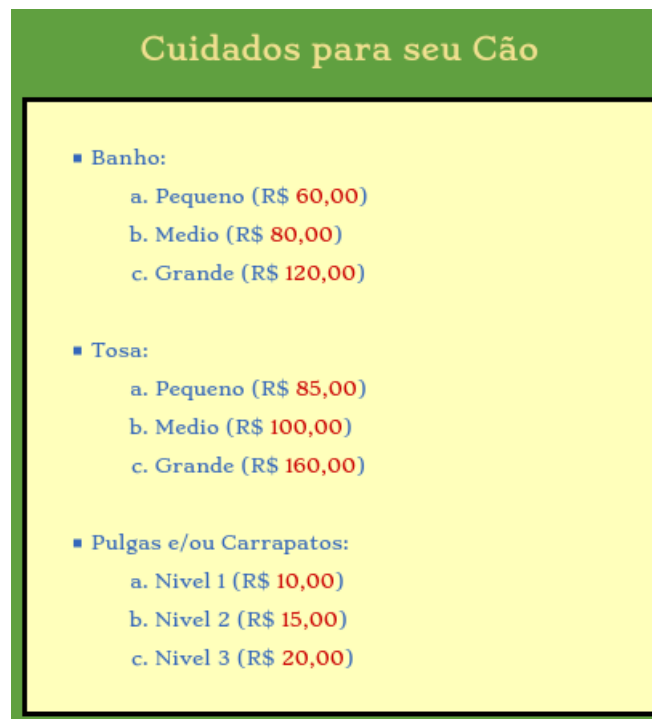 Cuidados para seu Cão
▪ Banho:
a. Pequeno (R$ 60,00)
b. Medio (R$ 80,00)
c. Grande (R$ 120,00)
▪ Tosa:
a. Pequeno (R$ 85,00)
b. Medio (R$ 100,00)
c. Grande (R$ 160,00)
▪ Pulgas e/ou Carrapatos:
a. Nivel 1 (R$ 10,00)
b. Nivel 2 (R$ 15,00)
c. Nivel 3 (R$ 20,00)